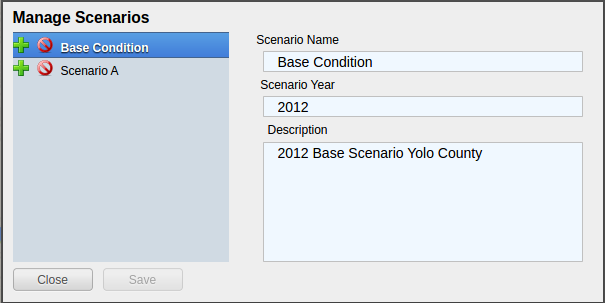 Manage Scenarios
Base Condition
Scenario A
Scenario Name
Base Condition
Scenario Year
2012
Description
2012 Base Scenario Yolo County
Close
Save